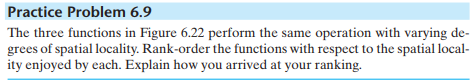 Practice Problem 6.9
The three functions in Figure 6.22 perform the same operation with varying de-
grees of spatial locality. Rank-order the functions with respect to the spatial local-
ity enjoyed by each. Explain how you arrived at your ranking.